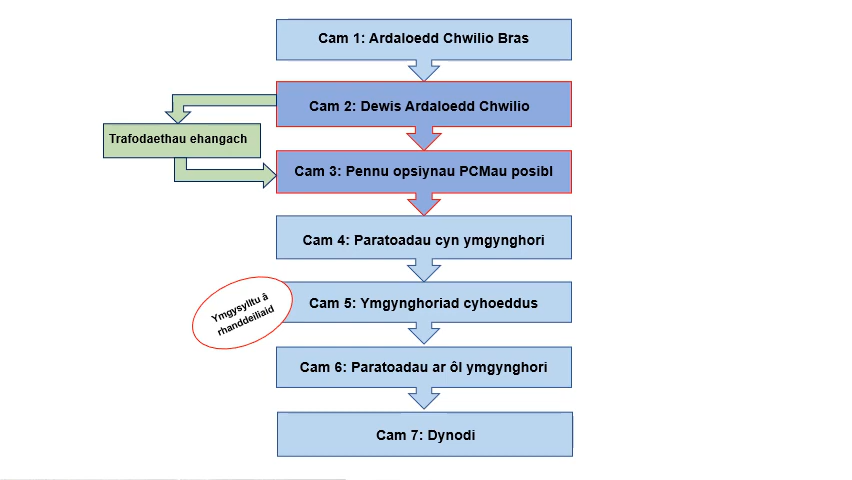 Cam 1: Ardaloedd Chwilio Bras
Cam 2: Dewis Ardaloedd Chwilio
Trafodaethau ehangach
Cam 3: Pennu opsiynau PCMau posibl
Cam 4: Paratoadau cyn ymgynghori
Ymgysylltu â
rhanddeiliaid
Cam 5: Ymgynghoriad cyhoeddus
Cam 6: Paratoadau ar ôl ymgynghori
Cam 7: Dynodi